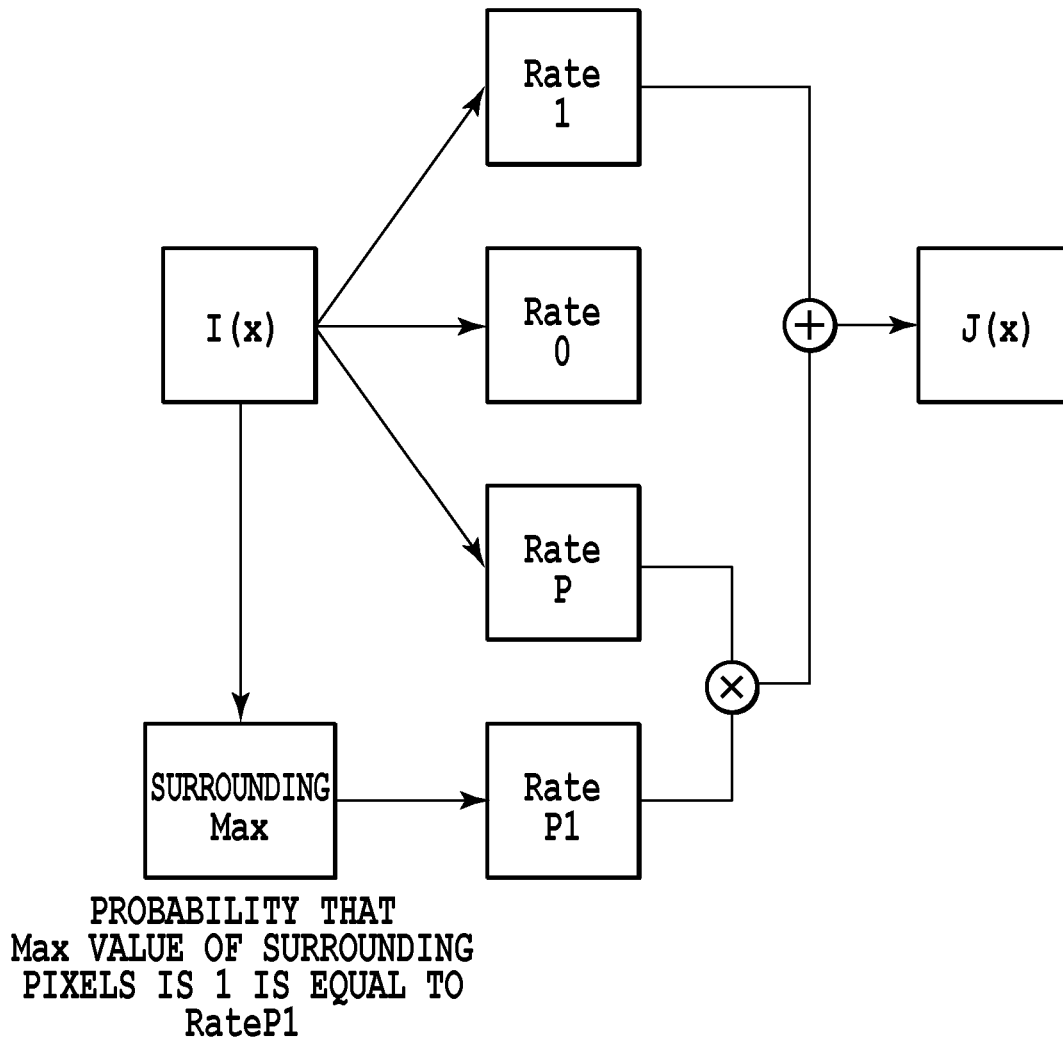 Rate
1
I(x)
Rate
0
+
J(x)
Rate
P
×
SURROUNDING
Max
Rate
P1
PROBABILITY THAT
Max VALUE OF SURROUNDING
PIXELS IS 1 IS EQUAL TO
RateP1